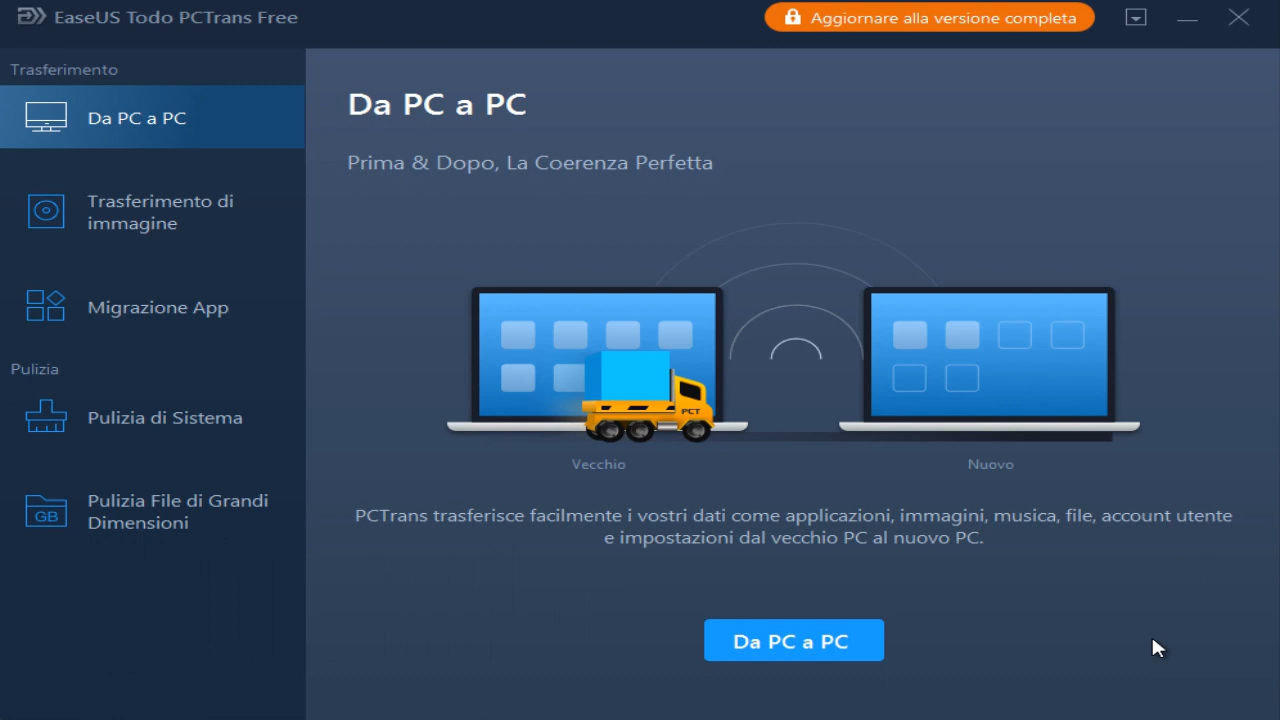 EaseUS Todo PCTrans Free
Aggiornare alla versione completa
Trasferimento
Da PC a PC
Trasferimento di
immagine
Migrazione App
Pulizia
Pulizia di Sistema
GB
Pulizia File di Grandi
Dimensioni
Da PC a PC
Prima & Dopo, La Coerenza Perfetta
PCT
Vecchio
Nuovo
PCTrans trasferisce facilmente i vostri dati come applicazioni, immagini, musica, file, account utente
e impostazioni dal vecchio PC al nuovo PC.
Da PC a PC